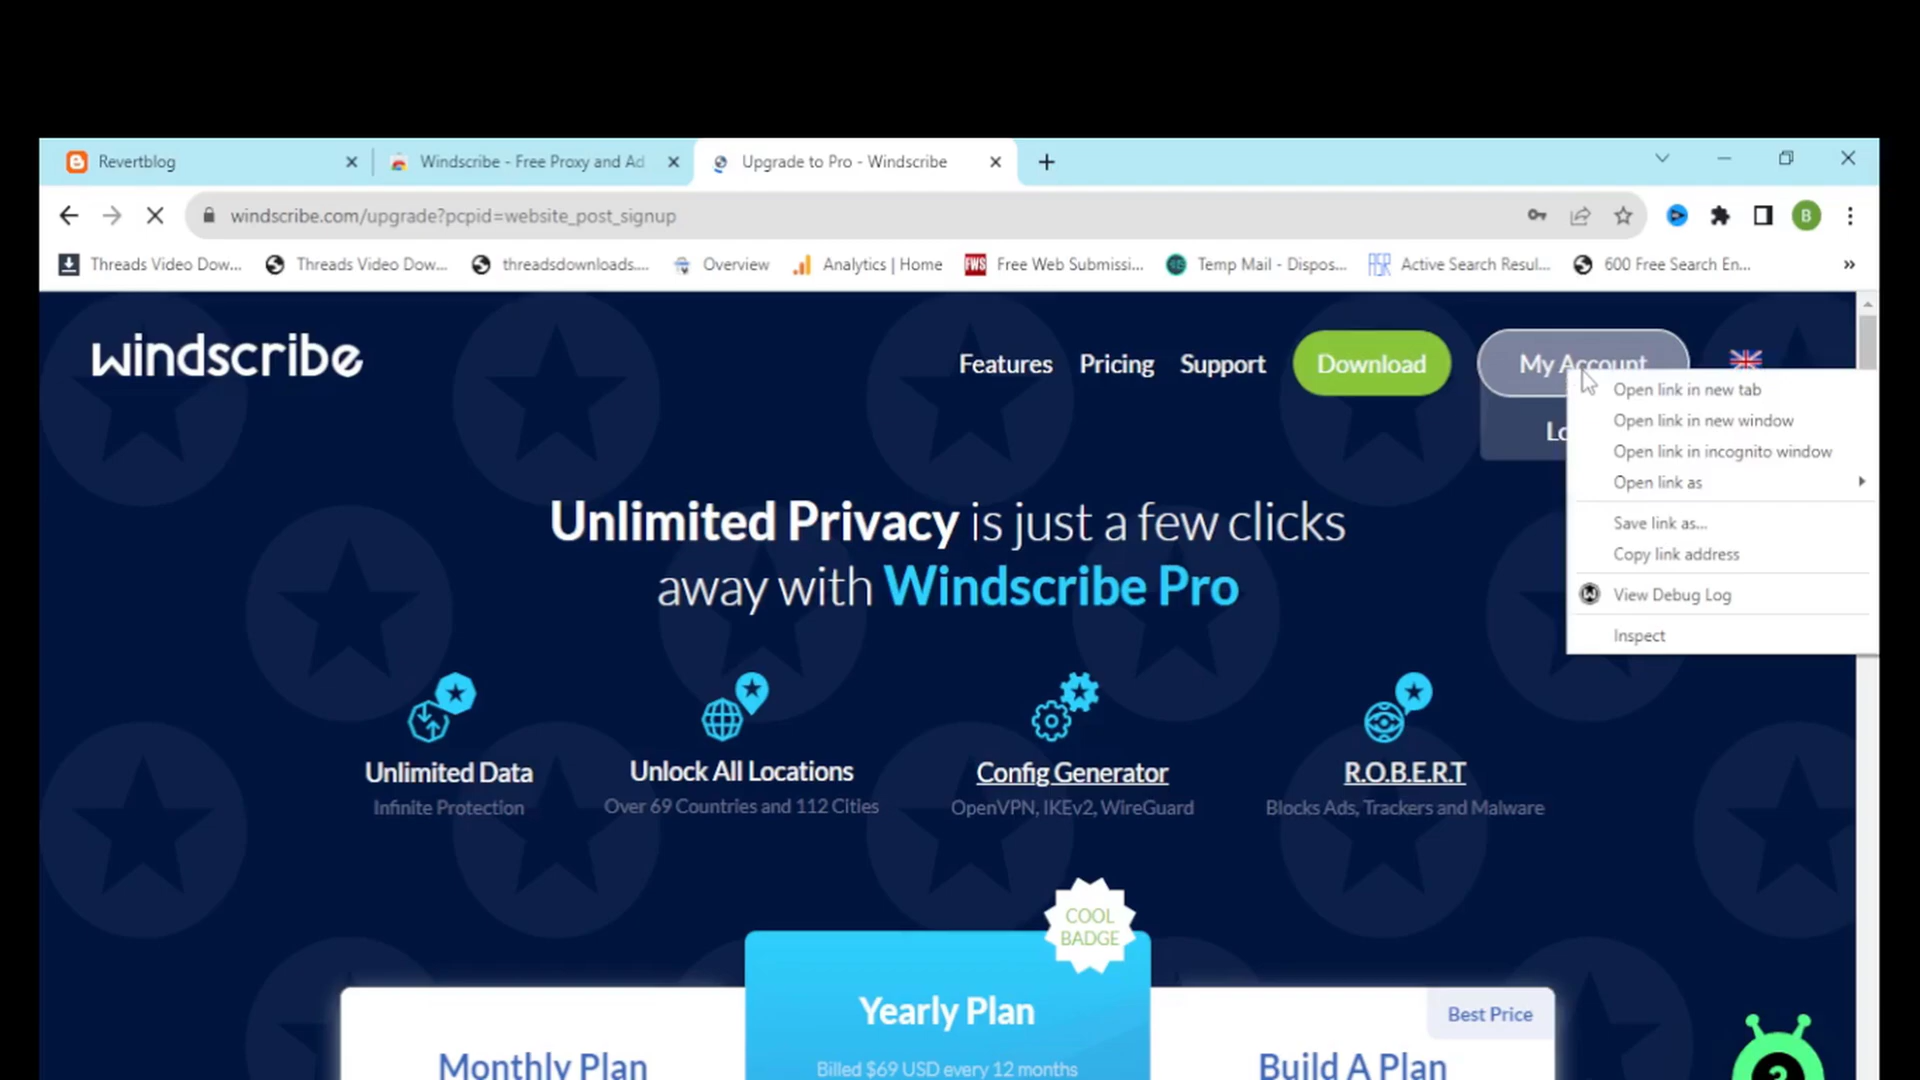 Revertblog
Windscribe - Free Proxy and Ad
Upgrade to Pro - Windscribe
windscribe.com/upgrade?pcpid=website_post_signup
B
Threads Video Dow...
Threads Video Dow...
threadsdownloads....
Overview
Analytics | Home
FWS
Free Web Submissi...
Temp Mail - Dispos...
ASR
Active Search Resul...
600 Free Search En...
»
windscribe
Features
Pricing
Support
Download
My Account
Lo
Open link in new tab
Open link in new window
Open link in incognito window
Open link as
Save link as...
Copy link address
View Debug Log
Inspect
Unlimited Privacy is just a few clicks
away with Windscribe Pro
Unlimited Data
Infinite Protection
Unlock All Locations
Over 69 Countries and 112 Cities
Config Generator
OpenVPN, IKEv2, WireGuard
R.O.B.E.R.T
Blocks Ads, Trackers and Malware
COOL
BADGE
Monthly Plan
Yearly Plan
Billed $69 USD every 12 months
Best Price
Build A Plan
?